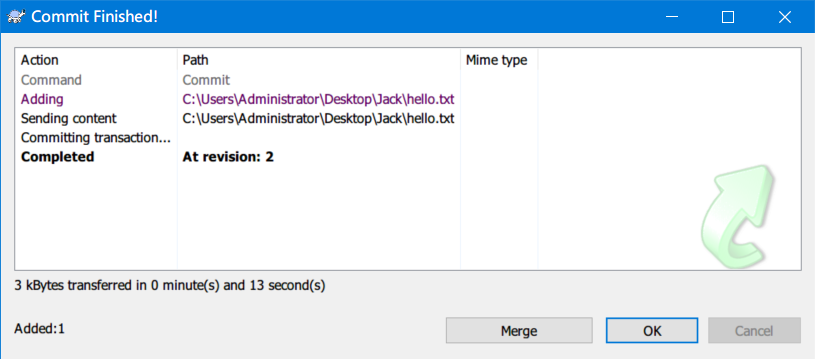 Commit Finished!
Action Path Mime type
Command Commit
Adding C:\Users\Administrator\Desktop\Jack\hello.txt
Sending content C:\Users\Administrator\Desktop\Jack\hello.txt
Committing transaction...
Completed At revision: 2
3 kBytes transferred in 0 minute(s) and 13 second(s)
Added:1
Merge OK Cancel